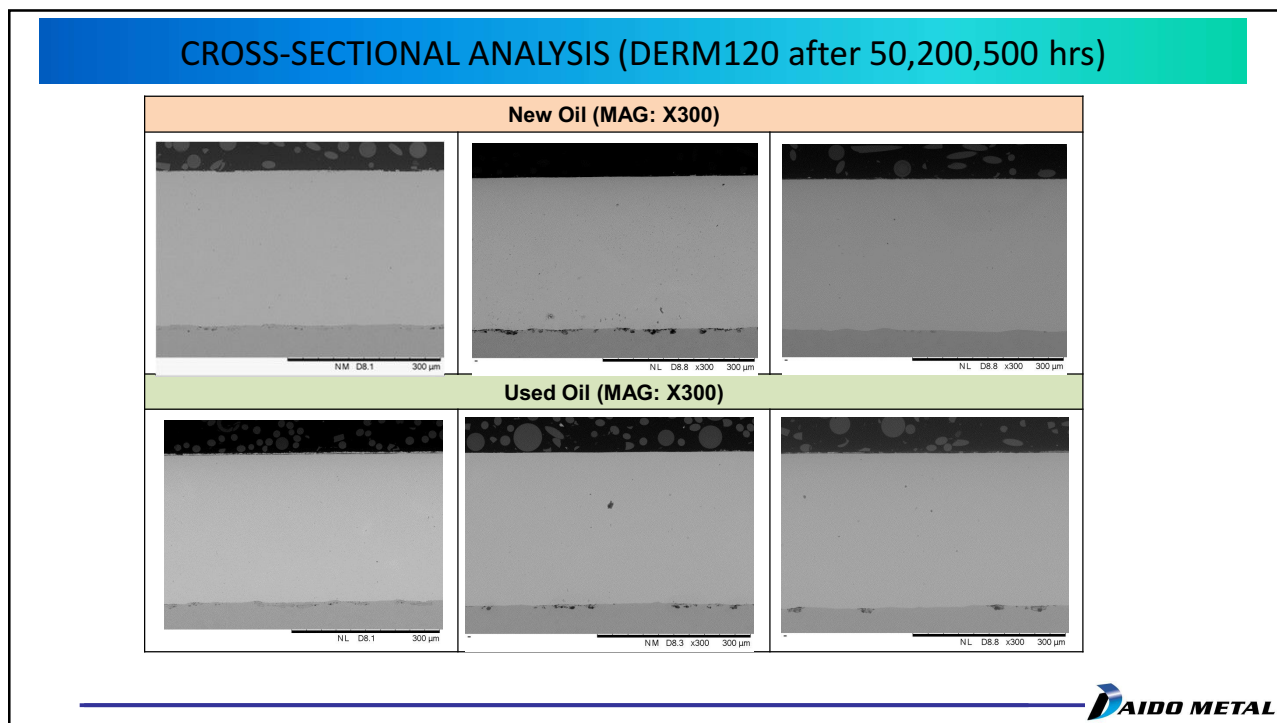 CROSS-SECTIONAL ANALYSIS (DERM120 after 50,200,500 hrs)
New Oil (MAG: X300)
NM D8.1 300 µm
NL D8.8 x300 300 µm
NL D8.8 x300 300 µm
Used Oil (MAG: X300)
NL D8.1 300 µm
NM D8.3 x300 300 µm
NL D8.8 x300 300 µm
DAIDO METAL